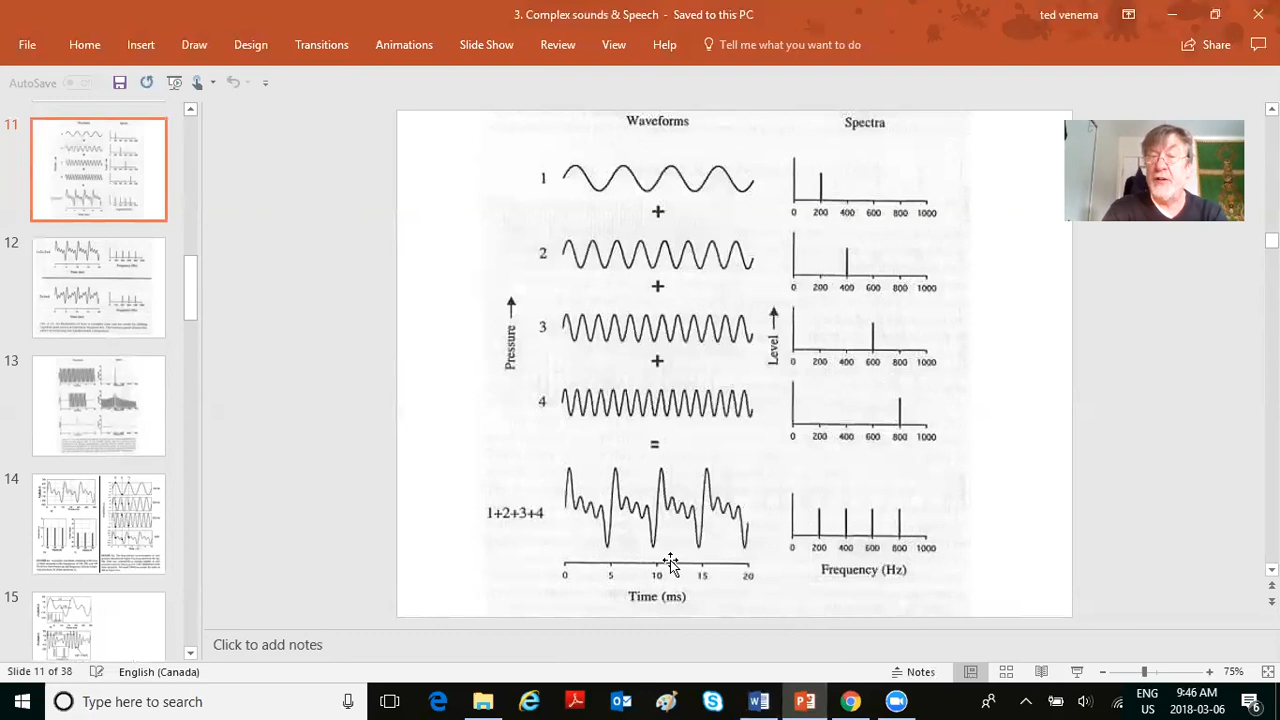 3. Complex sounds & Speech - Saved to this PC
ted venema
File Home Insert Draw Design Transitions Animations Slide Show Review View Help Tell me what you want to do Share
AutoSave Off
11
12
13
14
15
Waveforms Spectra
1
0 200 400 600 800 1000
+
2
0 200 400 600 800 1000
+
3
0 200 400 600 800 1000
+
4
0 200 400 600 800 1000
=
Pressure
Level
1+2+3+4
0 200 400 600 800 1000
Frequency (Hz)
0 5 10 15 20
Time (ms)
Click to add notes
Slide 11 of 38 English (Canada) Notes 75%
Type here to search
ENG
US
9:46 AM
2018-03-06
6